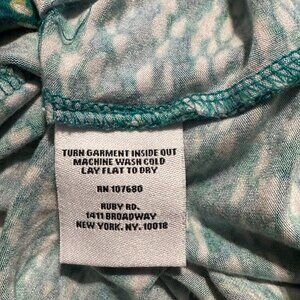 TURN GARMENT INSIDE OUT
MACHINE WASH COLD
LAY FLAT TO DRY
RN 107680
RUBY RD.
1411 BROADWAY
NEW YORK, NY. 10018